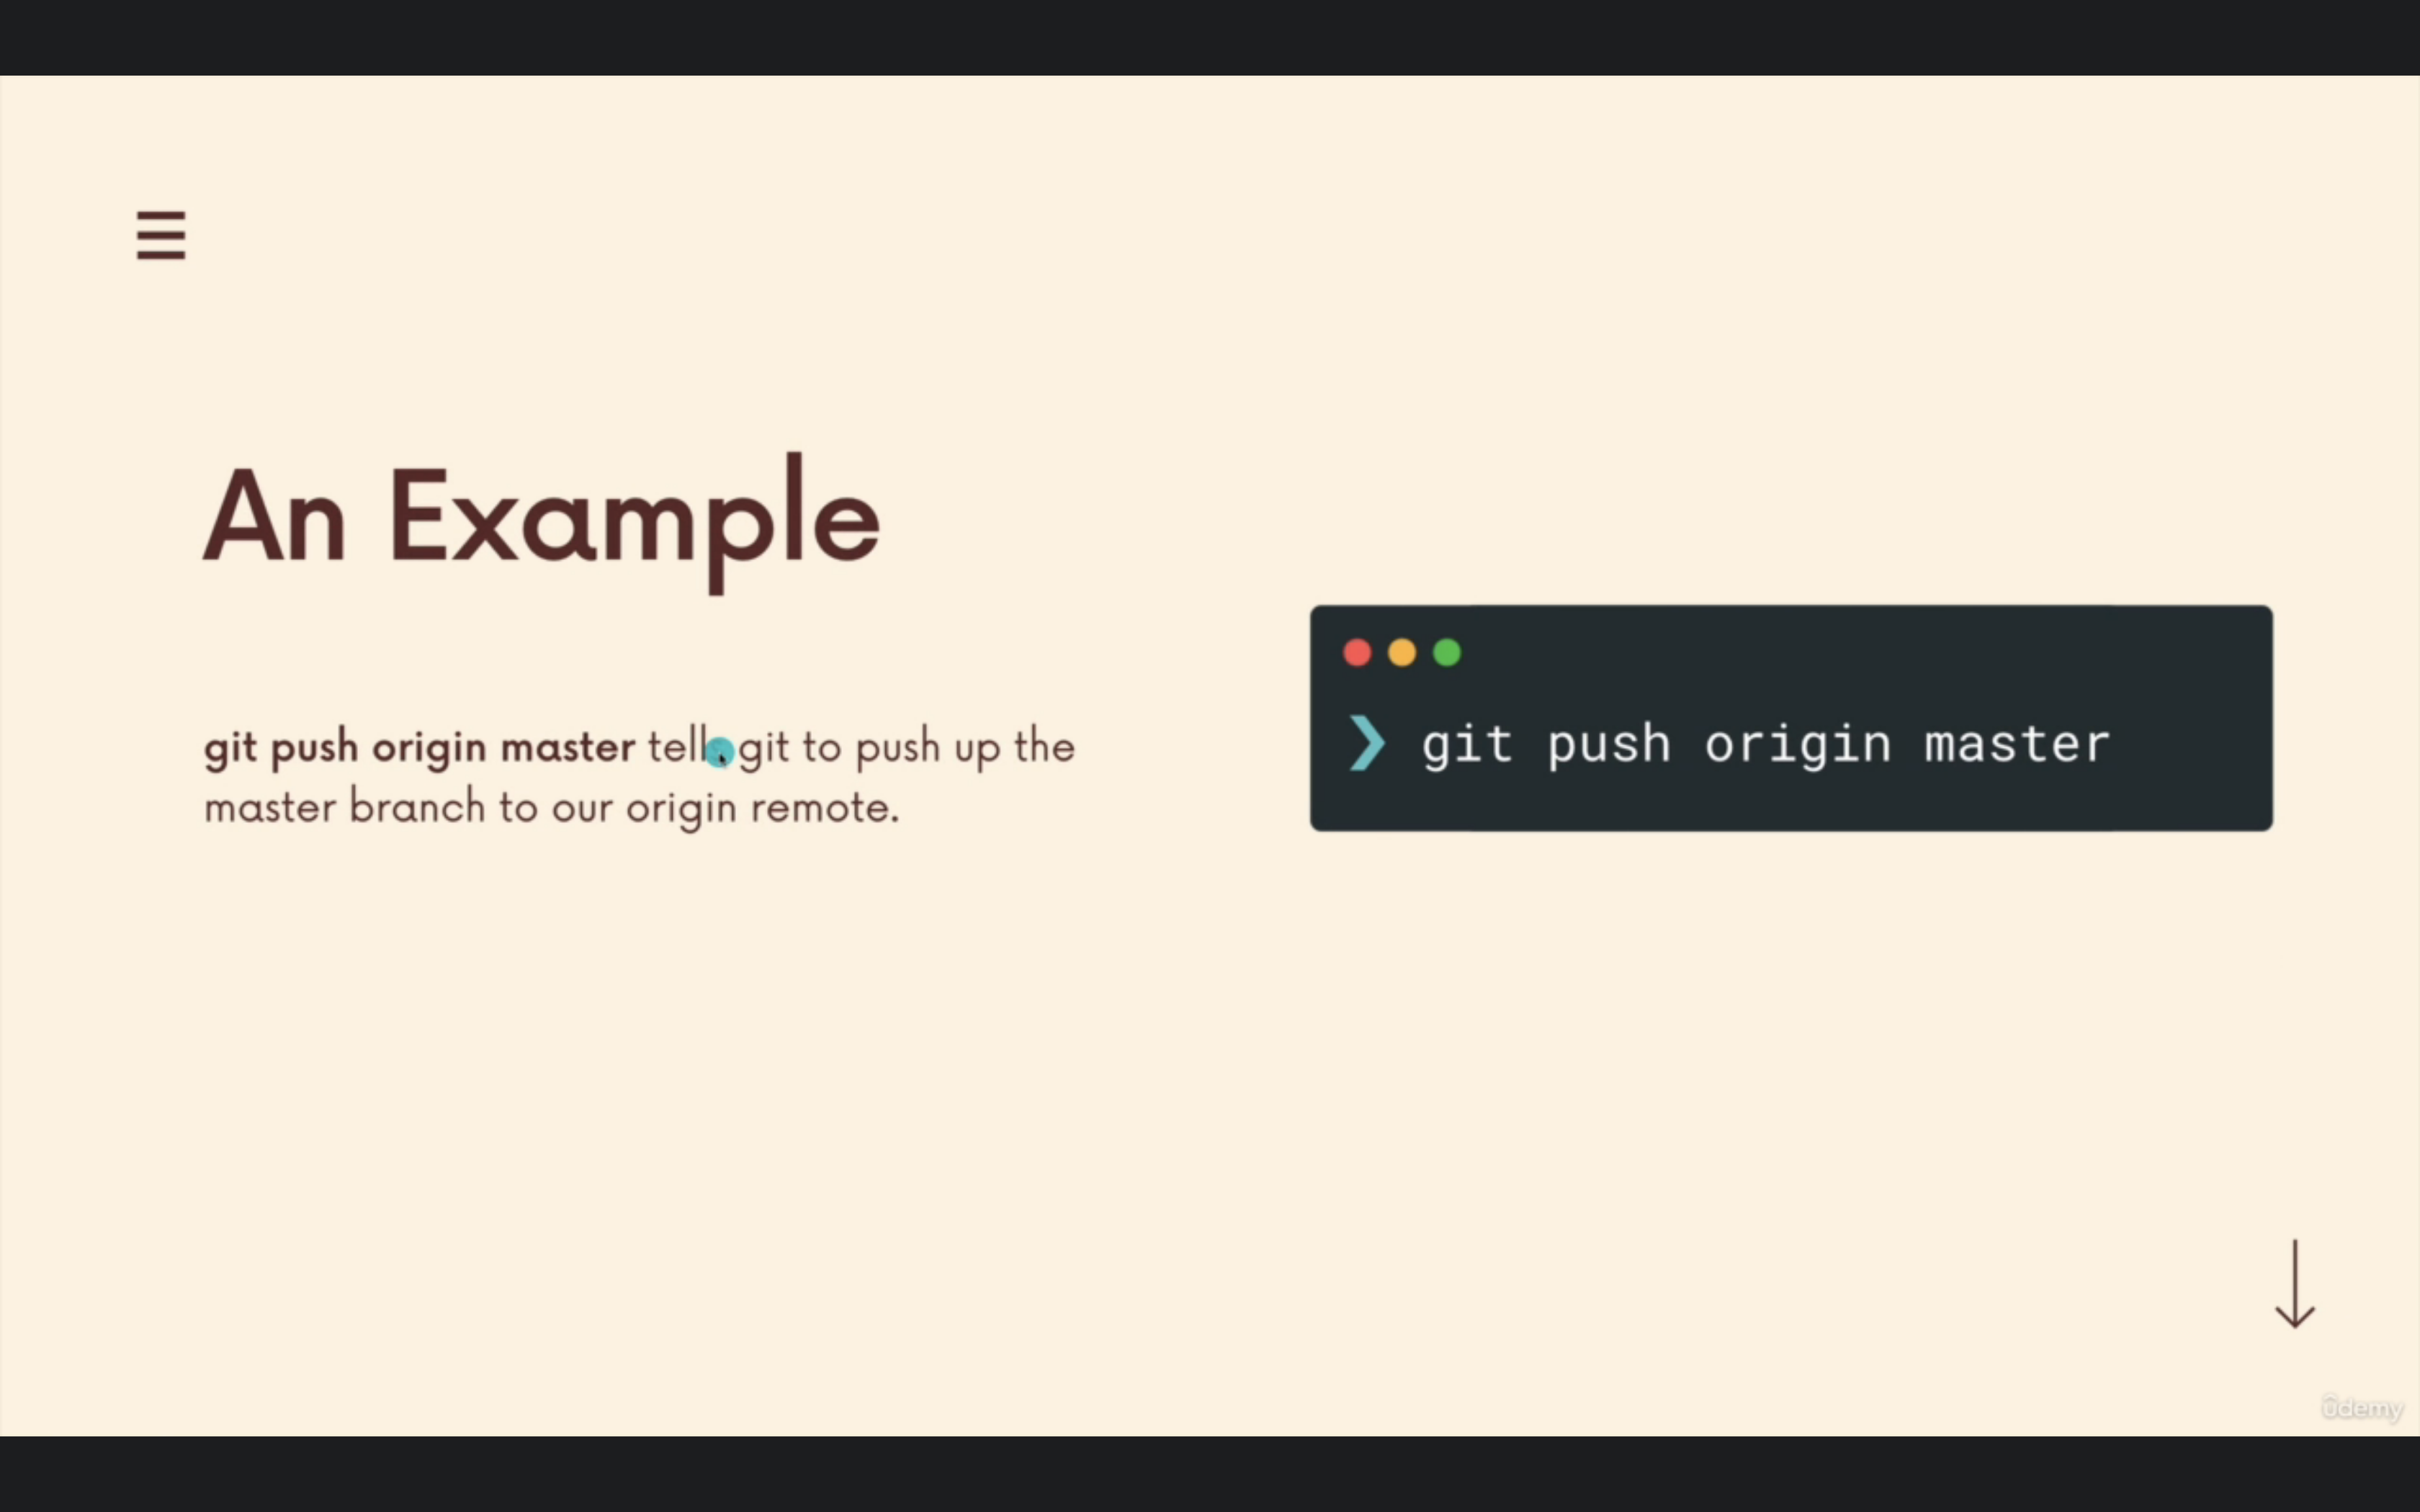 An Example
git push origin master tells git to push up the
master branch to our origin remote.
❯ git push origin master
ûdemy